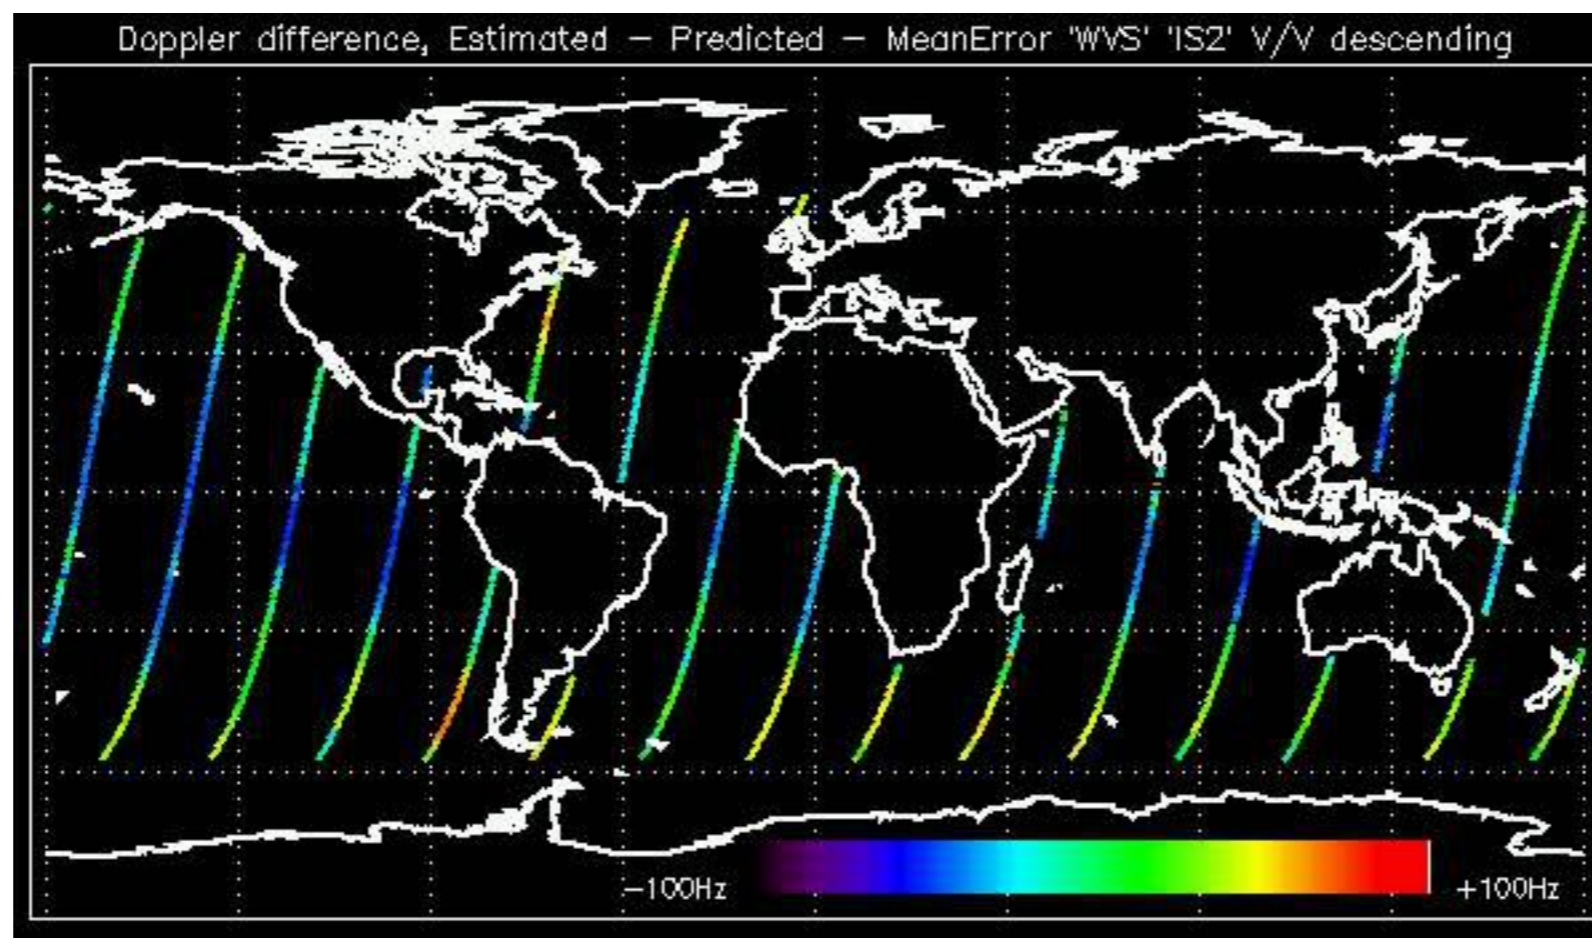 Doppler difference, Estimated – Predicted – MeanError 'WVS' 'IS2' V/V descending
–100Hz
+100Hz